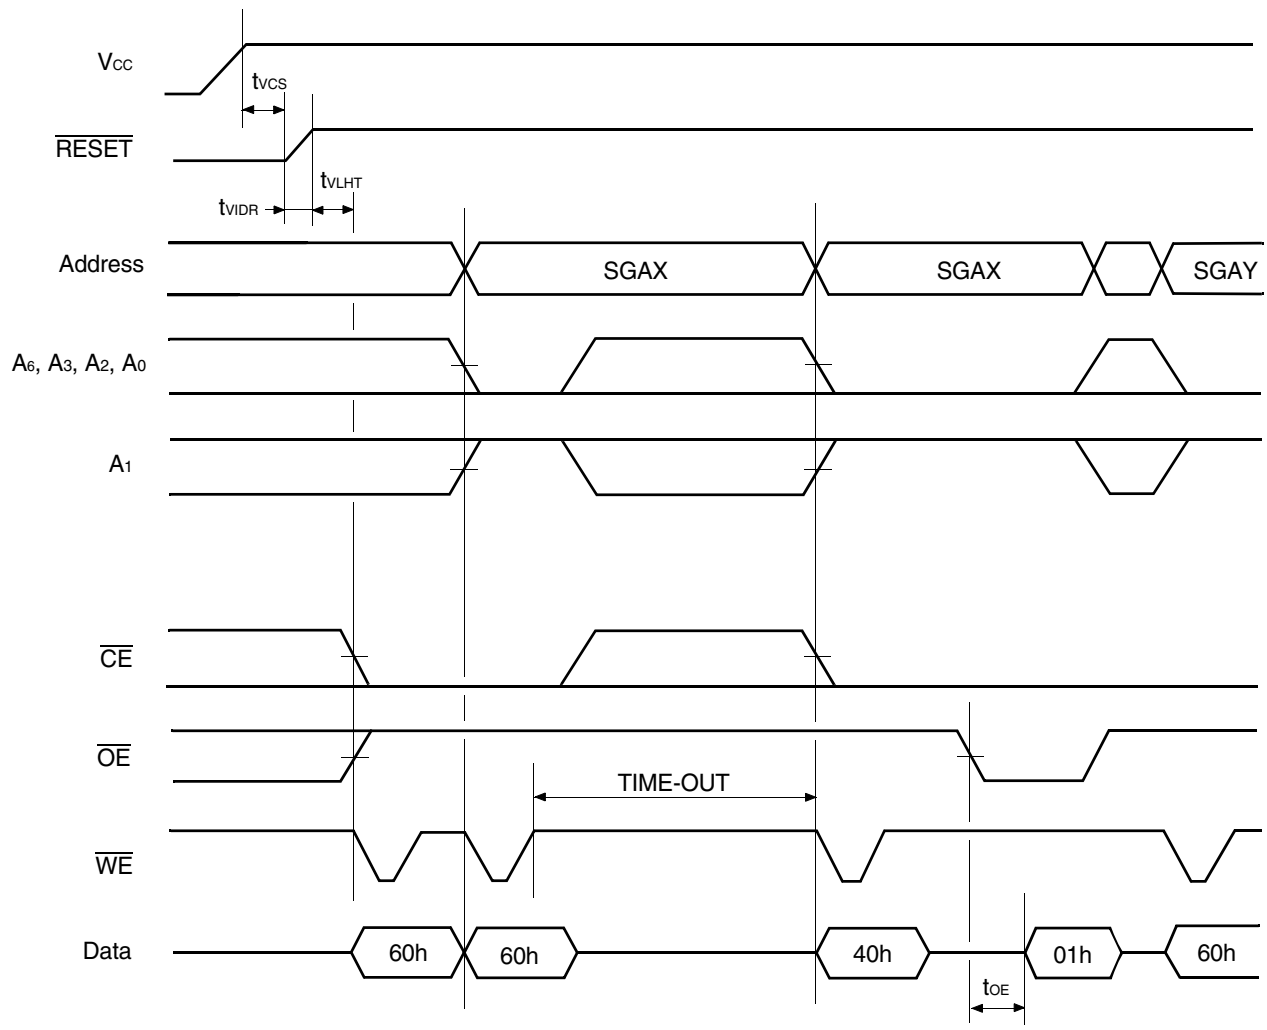 VCC
tVCS
RESET
tVLHT
tVIDR
Address
SGAX
SGAX
SGAY
A6, A3, A2, A0
A1
CE
OE
TIME-OUT
WE
Data
60h
60h
40h
01h
60h
tOE